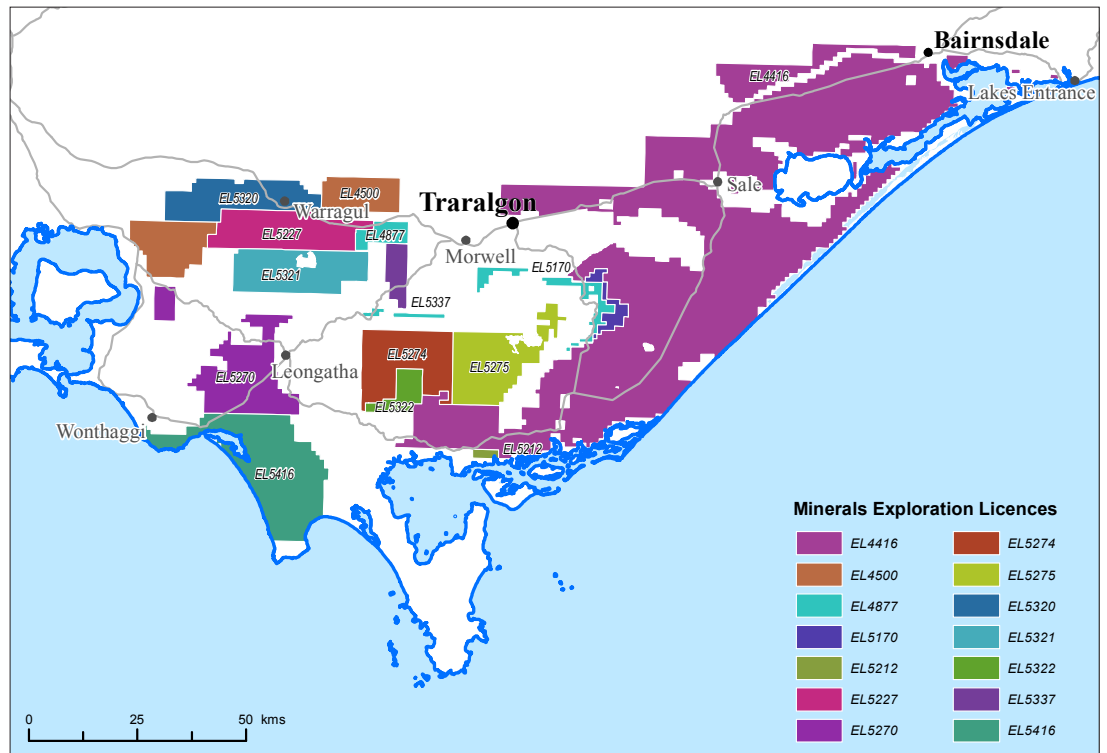 Bairnsdale
EL4416
Lakes Entrance
Sale
EL5320
EL4500
Warragul
Traralgon
EL5227
EL4877
Morwell
EL5321
EL5170
EL5337
EL5274
EL5275
Leongatha
EL5270
EL5322
Wonthaggi
EL5212
EL5416
Minerals Exploration Licences
EL4416
EL4500
EL4877
EL5170
EL5212
EL5227
EL5270
EL5274
EL5275
EL5320
EL5321
EL5322
EL5337
EL5416
0 25 50 kms